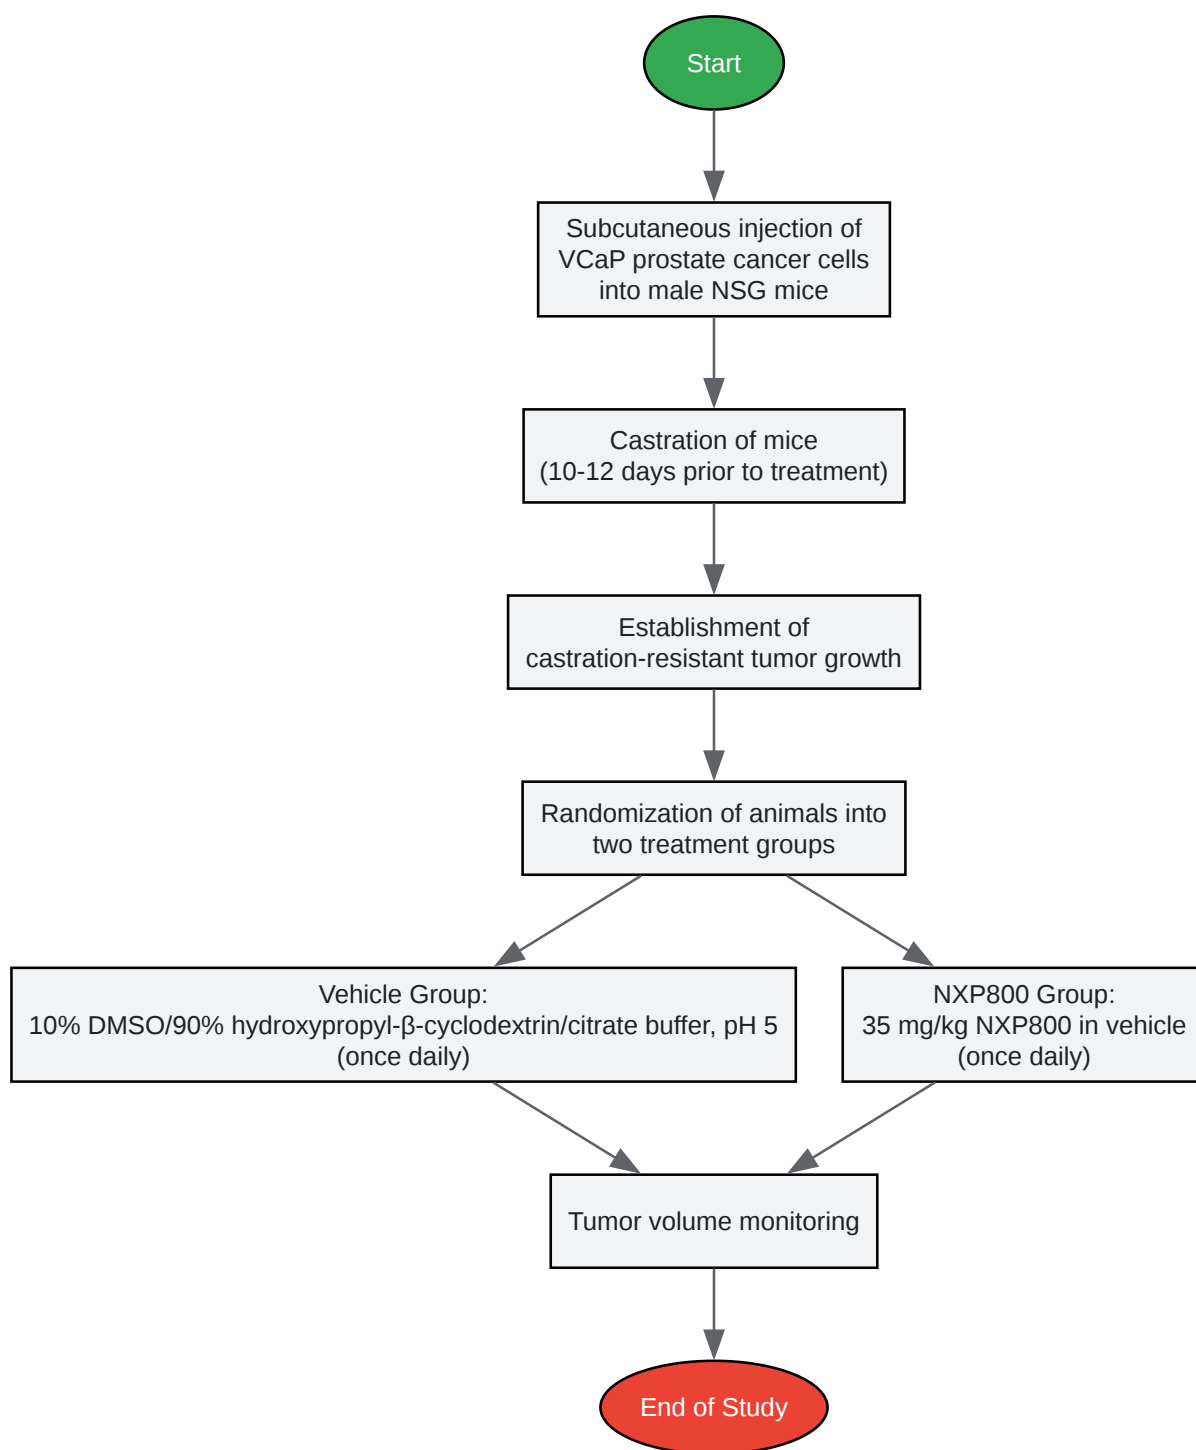 Start
Subcutaneous injection of
VCaP prostate cancer cells
into male NSG mice
Castration of mice
(10-12 days prior to treatment)
Establishment of
castration-resistant tumor growth
Randomization of animals into
two treatment groups
Vehicle Group:
10% DMSO/90% hydroxypropyl-β-cyclodextrin/citrate buffer, pH 5
(once daily)
NXP800 Group:
35 mg/kg NXP800 in vehicle
(once daily)
Tumor volume monitoring
End of Study